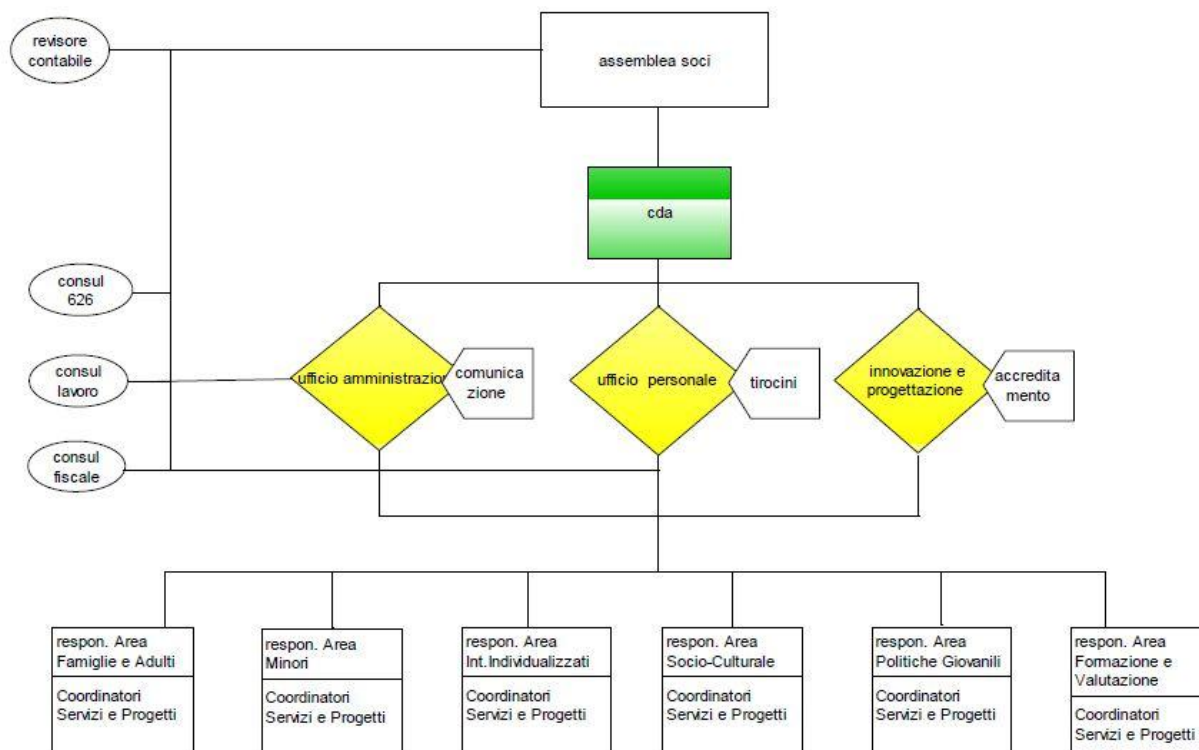 revisore
contabile
assemblea soci
cda
consul
626
consul
lavoro
consul
fiscale
ufficio amministrazio
comunica
zione
ufficio personale
tirocini
innovazione e
progettazione
accredita
mento
respon. Area
Famiglie e Adulti
Coordinatori
Servizi e Progetti
respon. Area
Minori
Coordinatori
Servizi e Progetti
respon. Area
Int.Individualizzati
Coordinatori
Servizi e Progetti
respon. Area
Socio-Culturale
Coordinatori
Servizi e Progetti
respon. Area
Politiche Giovanili
Coordinatori
Servizi e Progetti
respon. Area
Formazione e
Valutazione
Coordinatori
Servizi e Progetti